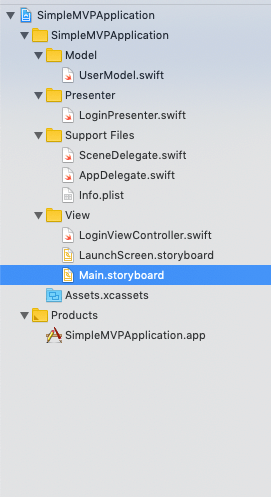 SimpleMVPApplication
SimpleMVPApplication
Model
UserModel.swift
Presenter
LoginPresenter.swift
Support Files
SceneDelegate.swift
AppDelegate.swift
Info.plist
View
LoginViewController.swift
LaunchScreen.storyboard
Main.storyboard
Assets.xcassets
Products
SimpleMVPApplication.app